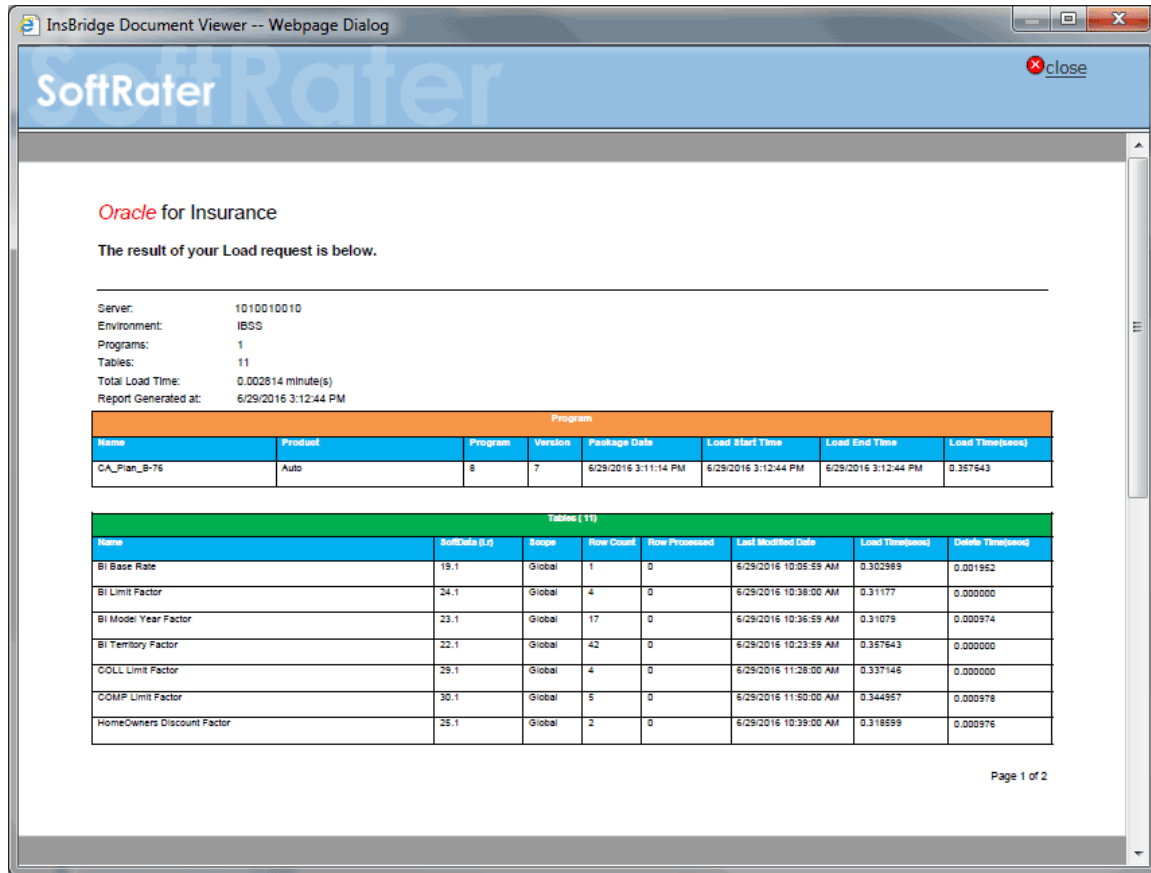 InsBridge Document Viewer -- Webpage Dialog
SoftRater
SoftRater
close
Oracle for Insurance
The result of your Load request is below.
Server: 1010010010
Environment: IBSS
Programs: 1
Tables: 11
Total Load Time: 0.002814 minute(s)
Report Generated at: 6/29/2016 3:12:44 PM
Program
Name Product Program Version Package Date Load Start Time Load End Time Load Time(secs)
CA_Plan_B-76 Auto 8 7 6/29/2016 3:11:14 PM 6/29/2016 3:12:44 PM 6/29/2016 3:12:44 PM 0.357643
Tables ( 11)
Name SoftData (l.r) Scope Row Count Row Processed Last Modified Date Load Time(secs) Delete Time(secs)
BI Base Rate 19.1 Global 1 0 6/29/2016 10:05:59 AM 0.302989 0.001952
BI Limit Factor 24.1 Global 4 0 6/29/2016 10:38:00 AM 0.31177 0.000000
BI Model Year Factor 23.1 Global 17 0 6/29/2016 10:36:59 AM 0.31079 0.000974
BI Territory Factor 22.1 Global 42 0 6/29/2016 10:23:59 AM 0.357643 0.000000
COLL Limit Factor 29.1 Global 4 0 6/29/2016 11:28:00 AM 0.337146 0.000000
COMP Limit Factor 30.1 Global 5 0 6/29/2016 11:50:00 AM 0.344957 0.000978
HomeOwners Discount Factor 25.1 Global 2 0 6/29/2016 10:39:00 AM 0.318599 0.000976
Page 1 of 2